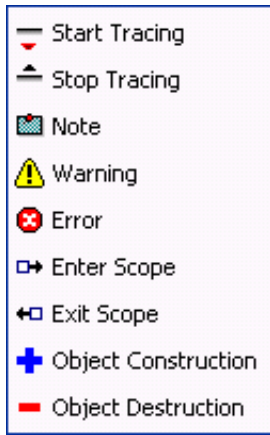 Start Tracing
Stop Tracing
Note
Warning
Error
Enter Scope
Exit Scope
Object Construction
Object Destruction